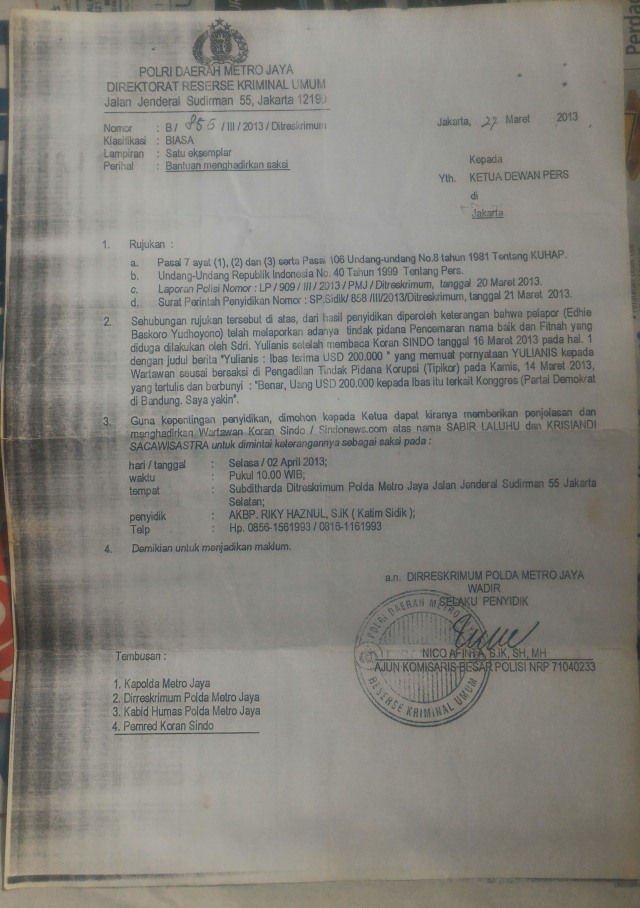 POLRI DAERAH METRO JAYA
DIREKTORAT RESERSE KRIMINAL UMUM
Jalan Jenderal Sudirman 55, Jakarta 12190
Nomor : B / 856 / III / 2013 / Ditreskrimum
Klasifikasi : BIASA
Lampiran : Satu eksemplar
Perihal : Bantuan menghadirkan saksi
Jakarta, 27 Maret 2013
Kepada
Yth. KETUA DEWAN PERS
di
Jakarta
1. Rujukan :
a. Pasal 7 ayat (1), (2) dan (3) serta Pasal 106 Undang-undang No.8 tahun 1981 Tentang KUHAP.
b. Undang-Undang Republik Indonesia No. 40 Tahun 1999 Tentang Pers.
c. Laporan Polisi Nomor : LP / 909 / III / 2013 / PMJ / Ditreskrimum, tanggal 20 Maret 2013.
d. Surat Perintah Penyidikan Nomor : SP.Sidik/ 858 /III/2013/Ditreskrimum, tanggal 21 Maret 2013.
2. Sehubungan rujukan tersebut di atas, dari hasil penyidikan diperoleh keterangan bahwa pelapor (Edhie
Baskoro Yudhoyono) telah melaporkan adanya tindak pidana Pencemaran nama baik dan Fitnah yang
diduga dilakukan oleh Sdri. Yulianis setelah membaca Koran SINDO tanggal 16 Maret 2013 pada hal. 1
dengan judul berita "Yulianis : Ibas terima USD 200.000 " yang memuat pernyataan YULIANIS kepada
Wartawan seusai bersaksi di Pengadilan Tindak Pidana Korupsi (Tipikor) pada Kamis, 14 Maret 2013,
yang tertulis dan berbunyi : "Benar, Uang USD 200.000 kepada Ibas itu terkait Konggres (Partai Demokrat
di Bandung. Saya yakin".
3. Guna kepentingan penyidikan, dimohon kepada Ketua dapat kiranya memberikan penjelasan dan
menghadirkan Wartawan Koran Sindo / Sindonews.com atas nama SABIR LALUHU dan KRISIANDI
SACAWISASTRA untuk dimintai keterangannya sebagai saksi pada :
hari / tanggal : Selasa / 02 April 2013;
waktu : Pukul 10.00 WIB;
tempat : Subditharda Ditreskrimum Polda Metro Jaya Jalan Jenderal Sudirman 55 Jakarta
Selatan;
penyidik : AKBP. RIKY HAZNUL, S.IK ( Katim Sidik );
Telp : Hp. 0856-1561993 / 0816-1161993
4. Demikian untuk menjadikan maklum.
a.n. DIRRESKRIMUM POLDA METRO JAYA
WADIR
SELAKU PENYIDIK
POLRI DAERAH METRO
RESERSE KRIMINAL UMUM
NICO AFINTA, S.IK, SH, MH
AJUN KOMISARIS BESAR POLISI NRP 71040233
Tembusan :
1. Kapolda Metro Jaya
2. Dirreskrimum Polda Metro Jaya
3. Kabid Humas Polda Metro Jaya
4. Pemred Koran Sindo